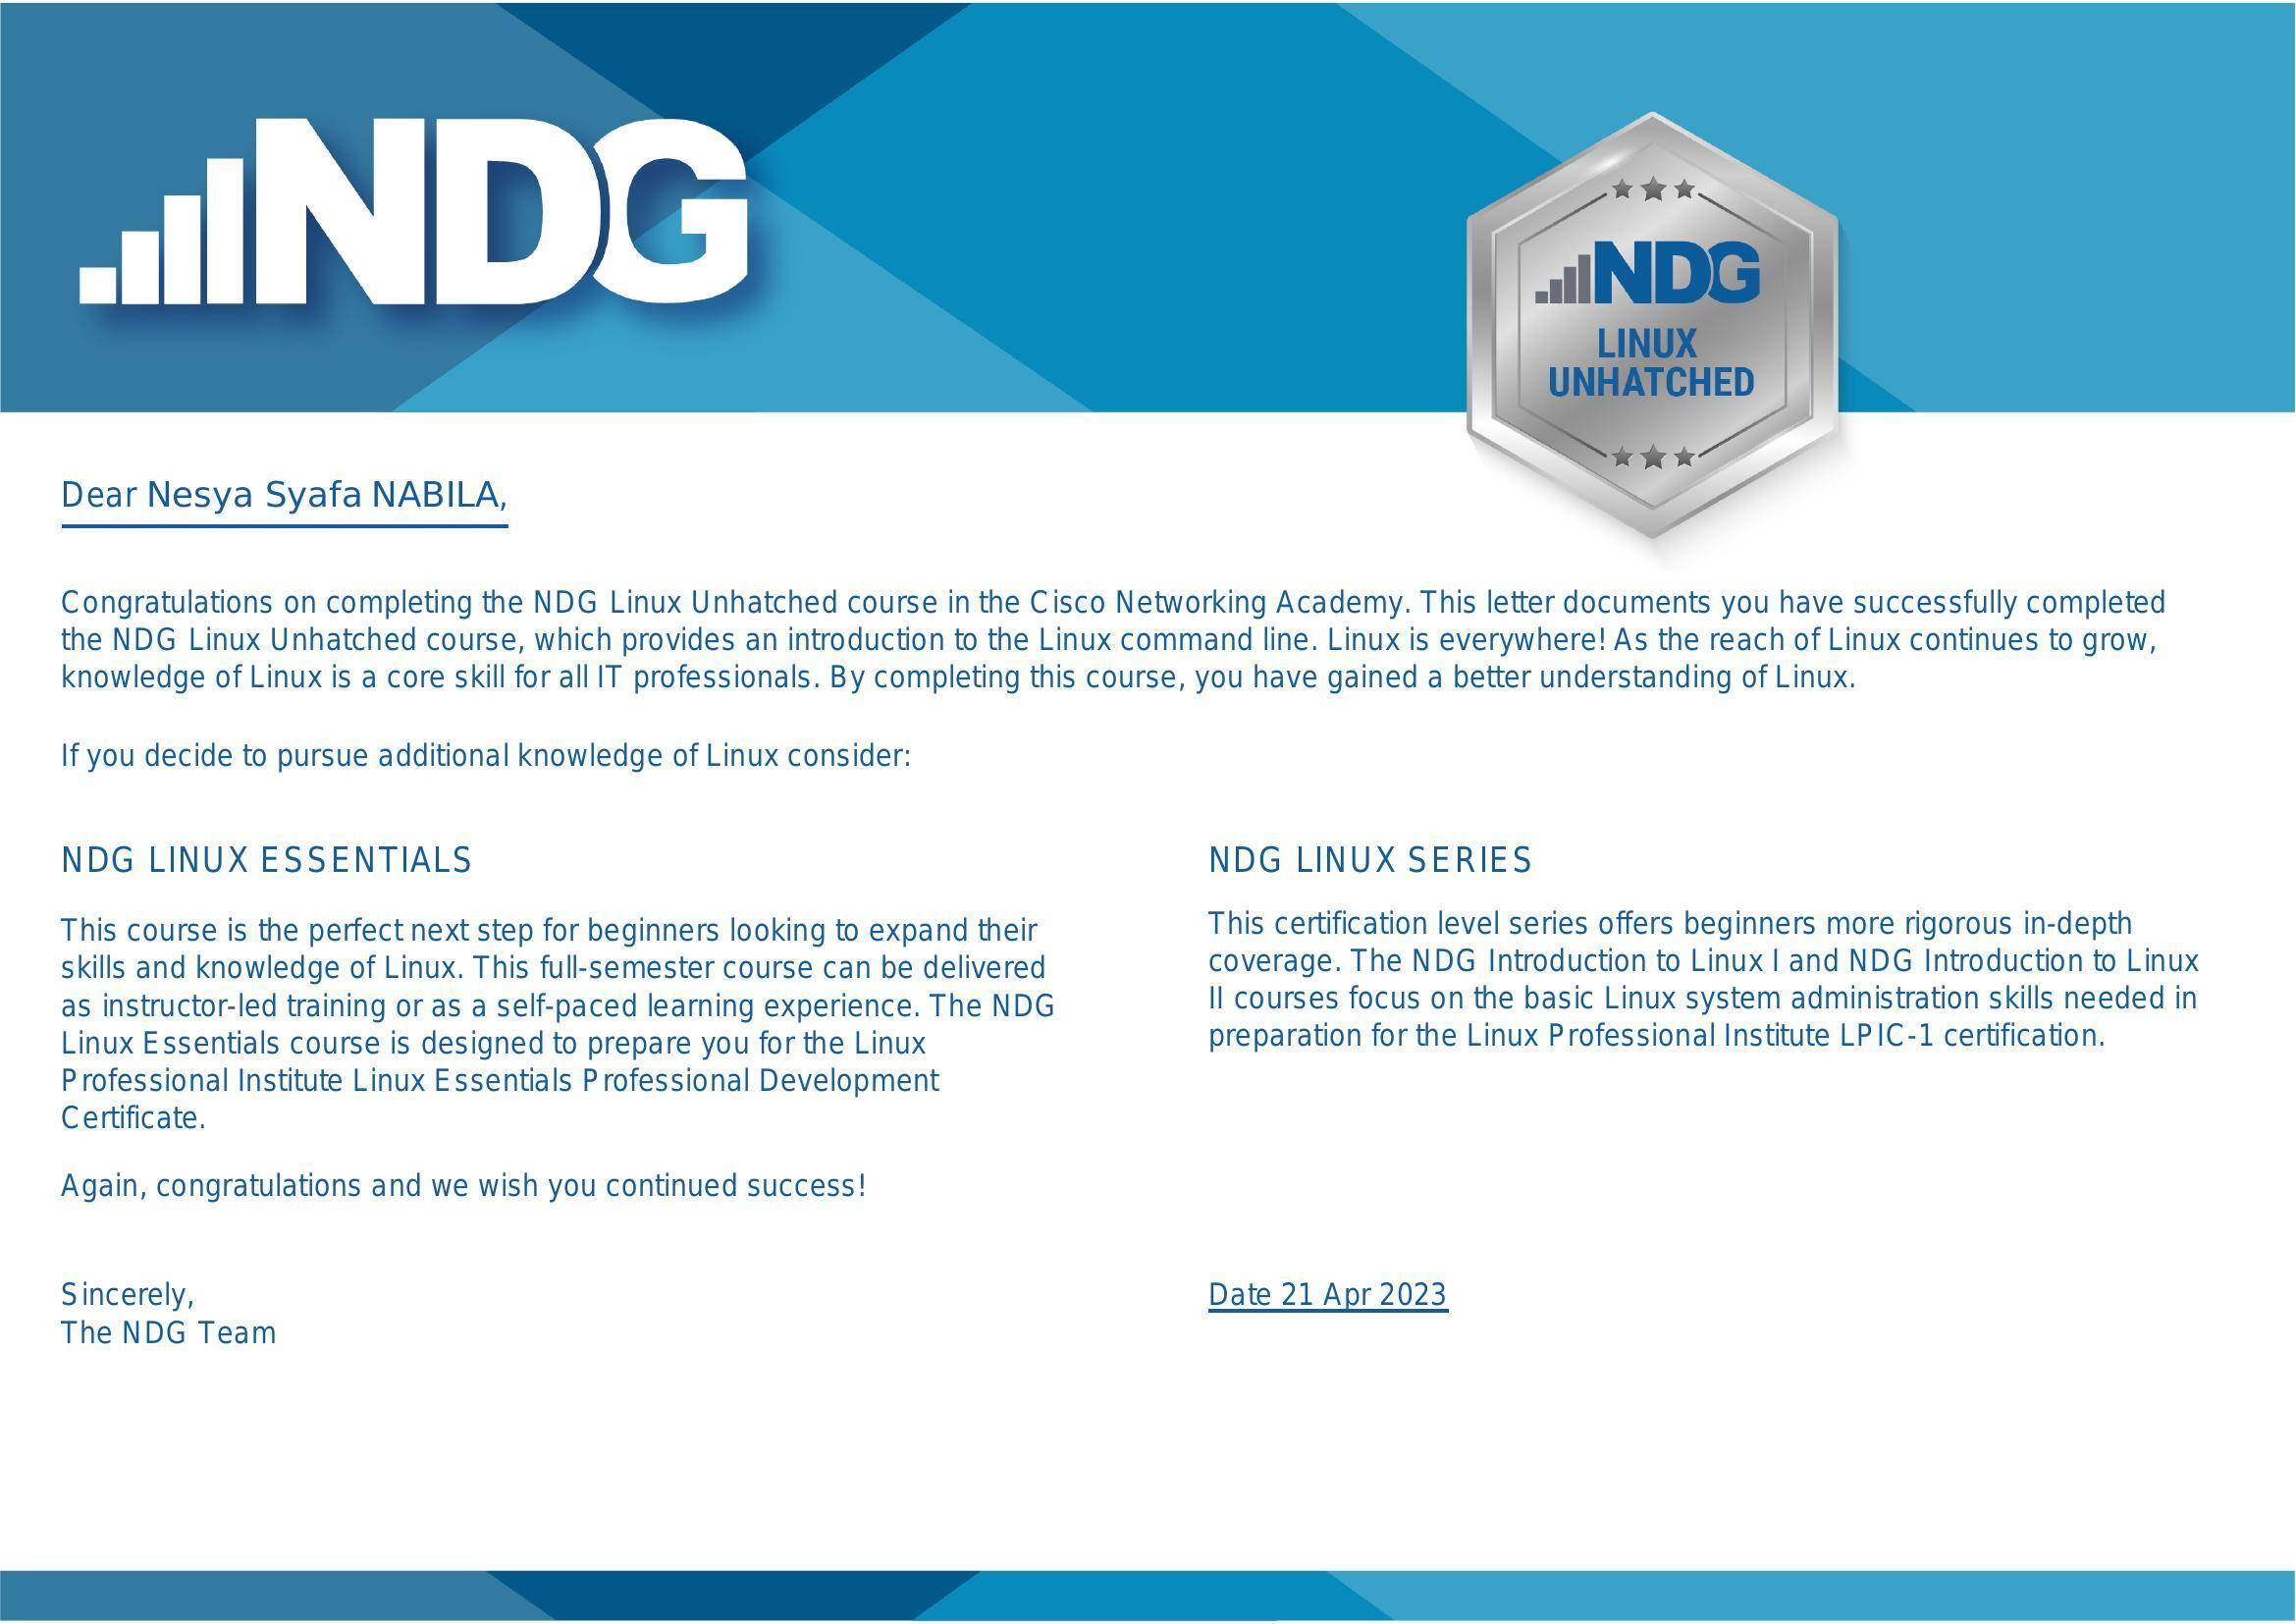 NDG
NDG
LINUX
UNHATCHED
Dear Nesya Syafa NABILA,
Congratulations on completing the NDG Linux Unhatched course in the Cisco Networking Academy. This letter documents you have successfully completed
the NDG Linux Unhatched course, which provides an introduction to the Linux command line. Linux is everywhere! As the reach of Linux continues to grow,
knowledge of Linux is a core skill for all IT professionals. By completing this course, you have gained a better understanding of Linux.
If you decide to pursue additional knowledge of Linux consider:
NDG LINUX ESSENTIALS
This course is the perfect next step for beginners looking to expand their
skills and knowledge of Linux. This full-semester course can be delivered
as instructor-led training or as a self-paced learning experience. The NDG
Linux Essentials course is designed to prepare you for the Linux
Professional Institute Linux Essentials Professional Development
Certificate.
Again, congratulations and we wish you continued success!
Sincerely,
The NDG Team
NDG LINUX SERIES
This certification level series offers beginners more rigorous in-depth
coverage. The NDG Introduction to Linux I and NDG Introduction to Linux
II courses focus on the basic Linux system administration skills needed in
preparation for the Linux Professional Institute LPIC-1 certification.
Date 21 Apr 2023